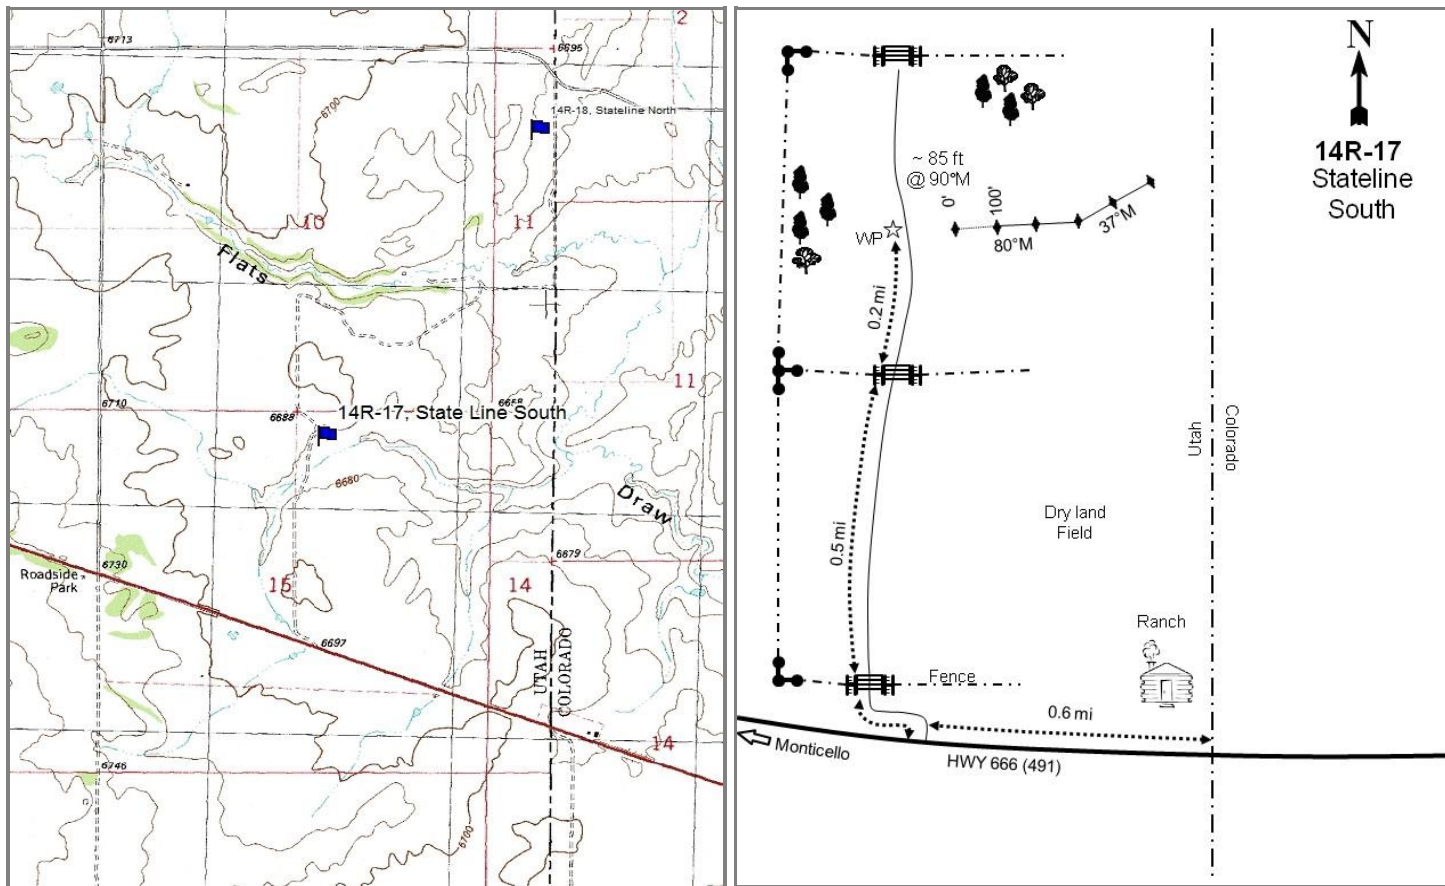 2
6713
6695
6700
14R-18, Stateline North
10
11
Flats
11
6710
6688
6658
14R-17, State Line South
6680
Draw
6679
6730
Roadside
Park
15
14
6697
UTAH
COLORADO
14
6746
6700
N
14R-17
Stateline
South
~ 85 ft
@ 90°M
0'
100'
80°M
37°M
WP
0.2 mi
Utah
Colorado
0.5 mi
Dry land
Field
Ranch
Fence
0.6 mi
Monticello
HWY 666 (491)